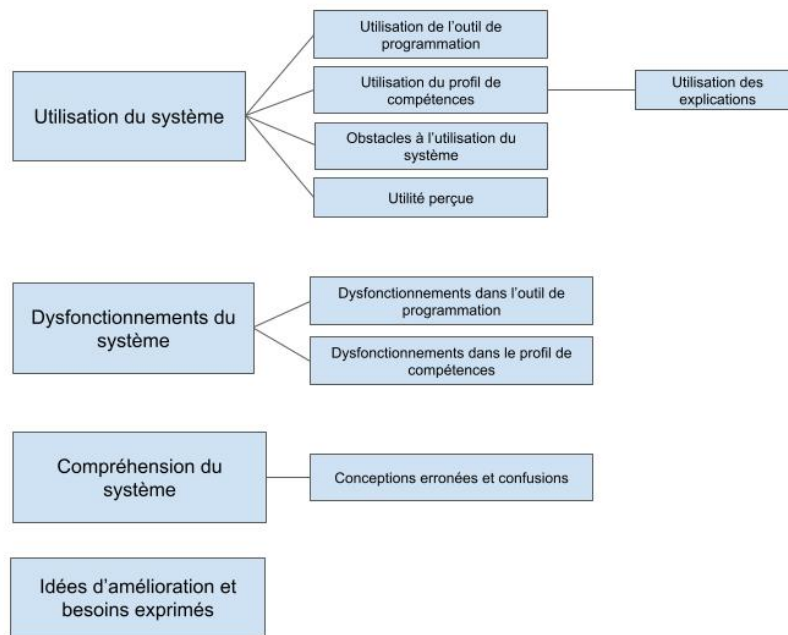 Utilisation du système
Utilisation de l'outil de
programmation
Utilisation du profil de
compétences
Utilisation des
explications
Obstacles à l'utilisation du
système
Utilité perçue
Dysfonctionnements du
système
Dysfonctionnements dans l'outil de
programmation
Dysfonctionnements dans le profil de
compétences
Compréhension du
système
Conceptions erronées et confusions
Idées d'amélioration et
besoins exprimés